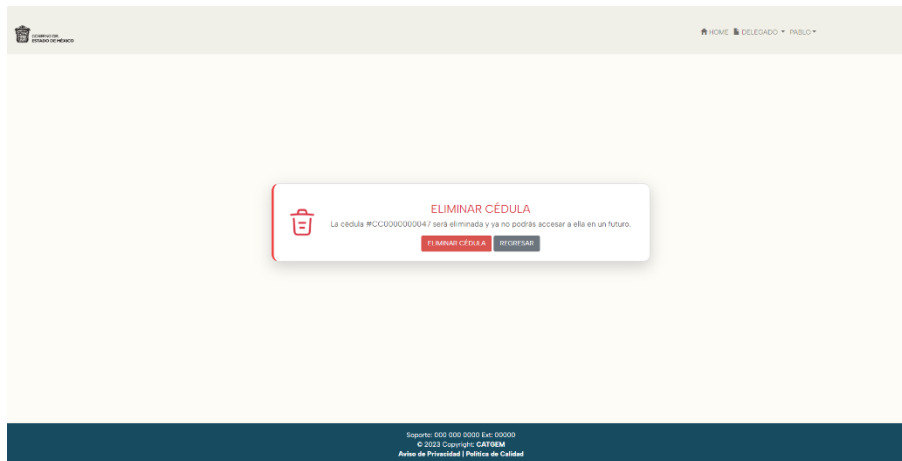 GOBIERNO DEL
ESTADO DE MÉXICO
HOME DELEGADO PABLO
ELIMINAR CÉDULA
La cédula #CC0000000047 será eliminada y ya no podrás accesar a ella en un futuro.
ELIMINAR CÉDULA REGRESAR
Soporte: 000 000 0000 Ext: 00000
© 2023 Copyright: CATGEM
Aviso de Privacidad | Política de Calidad